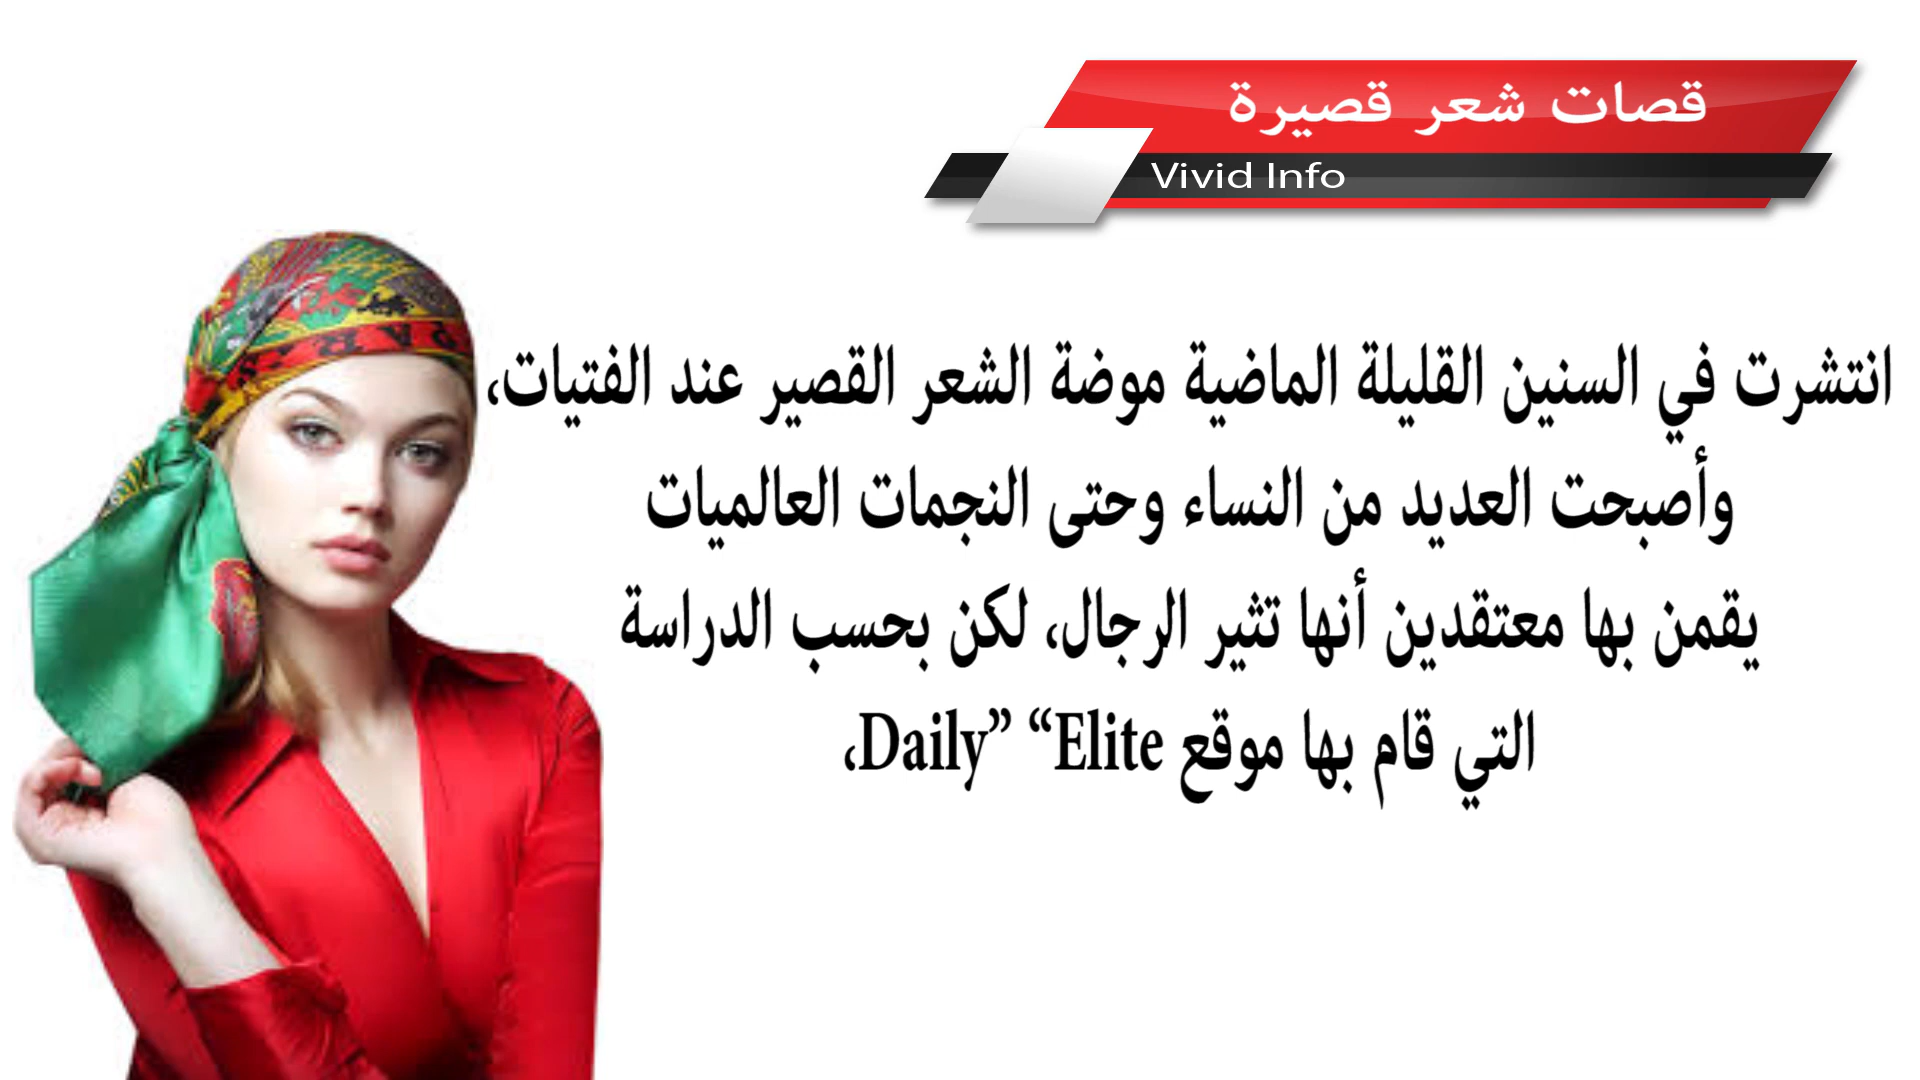 قصات شعر قصيرة
Vivid Info
انتشرت في السنين القليلة الماضية موضة الشعر القصير عند الفتيات،
وأصبحت العديد من النساء وحتى النجمات العالميات
يقمن بها معتقدين أنها تثير الرجال، لكن بحسب الدراسة
التي قام بها موقع Daily” “Elite،